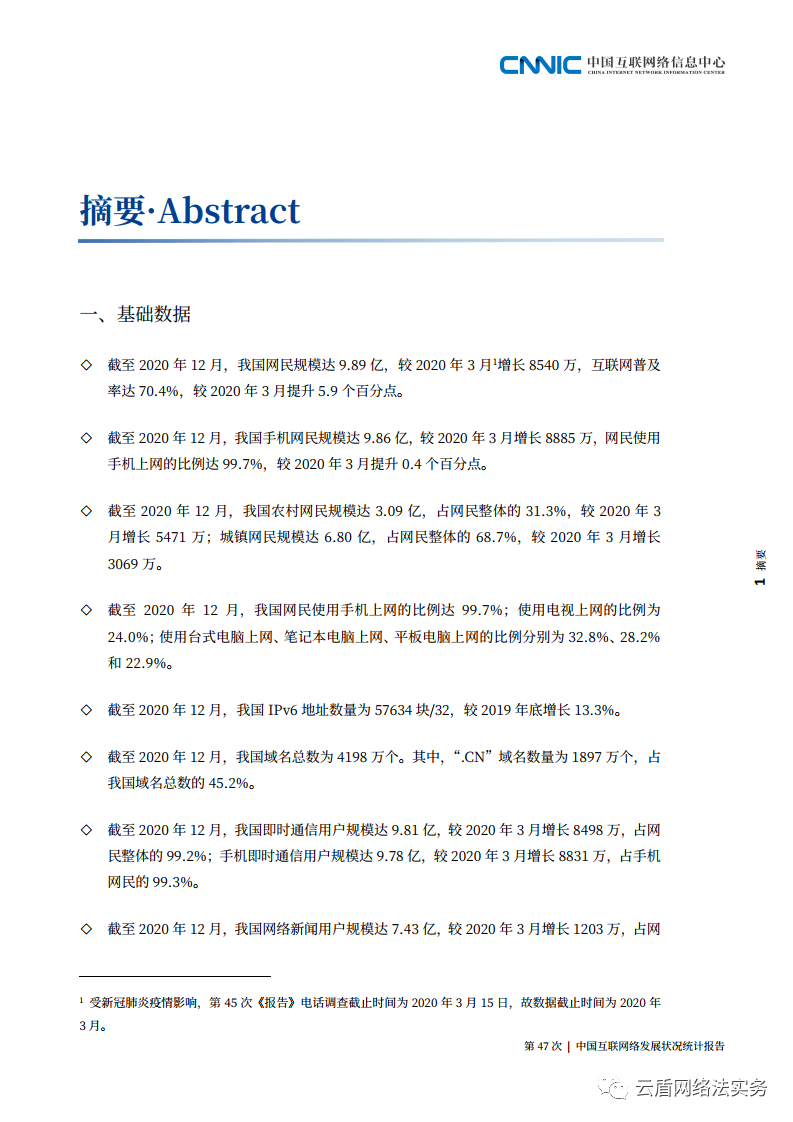 CNNIC 中国互联网络信息中心
CHINA INTERNET NETWORK INFORMATION CENTER
摘要·Abstract
一、基础数据
◇ 截至 2020 年 12 月，我国网民规模达 9.89 亿，较 2020 年 3 月¹增长 8540 万，互联网普及
率达 70.4%，较 2020 年 3 月提升 5.9 个百分点。
◇ 截至 2020 年 12 月，我国手机网民规模达 9.86 亿，较 2020 年 3 月增长 8885 万，网民使用
手机上网的比例达 99.7%，较 2020 年 3 月提升 0.4 个百分点。
◇ 截至 2020 年 12 月，我国农村网民规模达 3.09 亿，占网民整体的 31.3%，较 2020 年 3
月增长 5471 万；城镇网民规模达 6.80 亿，占网民整体的 68.7%，较 2020 年 3 月增长
3069 万。
◇ 截至 2020 年 12 月，我国网民使用手机上网的比例达 99.7%；使用电视上网的比例为
24.0%；使用台式电脑上网、笔记本电脑上网、平板电脑上网的比例分别为 32.8%、28.2%
和 22.9%。
◇ 截至 2020 年 12 月，我国 IPv6 地址数量为 57634 块/32，较 2019 年底增长 13.3%。
◇ 截至 2020 年 12 月，我国域名总数为 4198 万个。其中，“.CN”域名数量为 1897 万个，占
我国域名总数的 45.2%。
◇ 截至 2020 年 12 月，我国即时通信用户规模达 9.81 亿，较 2020 年 3 月增长 8498 万，占网
民整体的 99.2%；手机即时通信用户规模达 9.78 亿，较 2020 年 3 月增长 8831 万，占手机
网民的 99.3%。
◇ 截至 2020 年 12 月，我国网络新闻用户规模达 7.43 亿，较 2020 年 3 月增长 1203 万，占网
1 摘要
¹ 受新冠肺炎疫情影响，第 45 次《报告》电话调查截止时间为 2020 年 3 月 15 日，故数据截止时间为 2020 年
3 月。
第 47 次 | 中国互联网络发展状况统计报告
云盾网络法实务